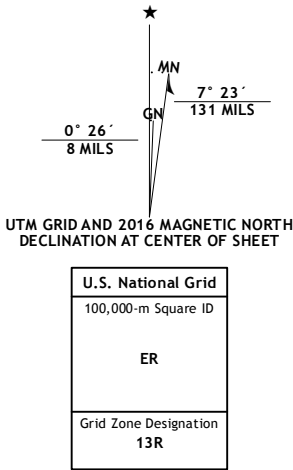 ★
MN
GN
7° 23´
131 MILS
0° 26´
8 MILS
UTM GRID AND 2016 MAGNETIC NORTH
DECLINATION AT CENTER OF SHEET
U.S. National Grid
100,000-m Square ID
ER
Grid Zone Designation
13R